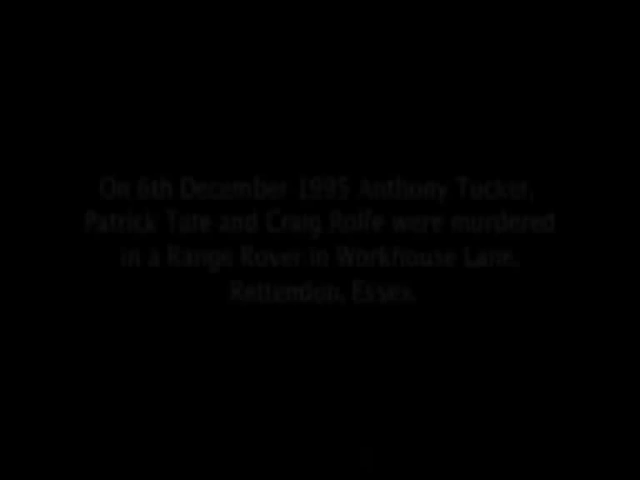 On 6th December 1995 Anthony Tucker,
Patrick Tate and Craig Rolfe were murdered
in a Range Rover in Workhouse Lane,
Rettendon, Essex.